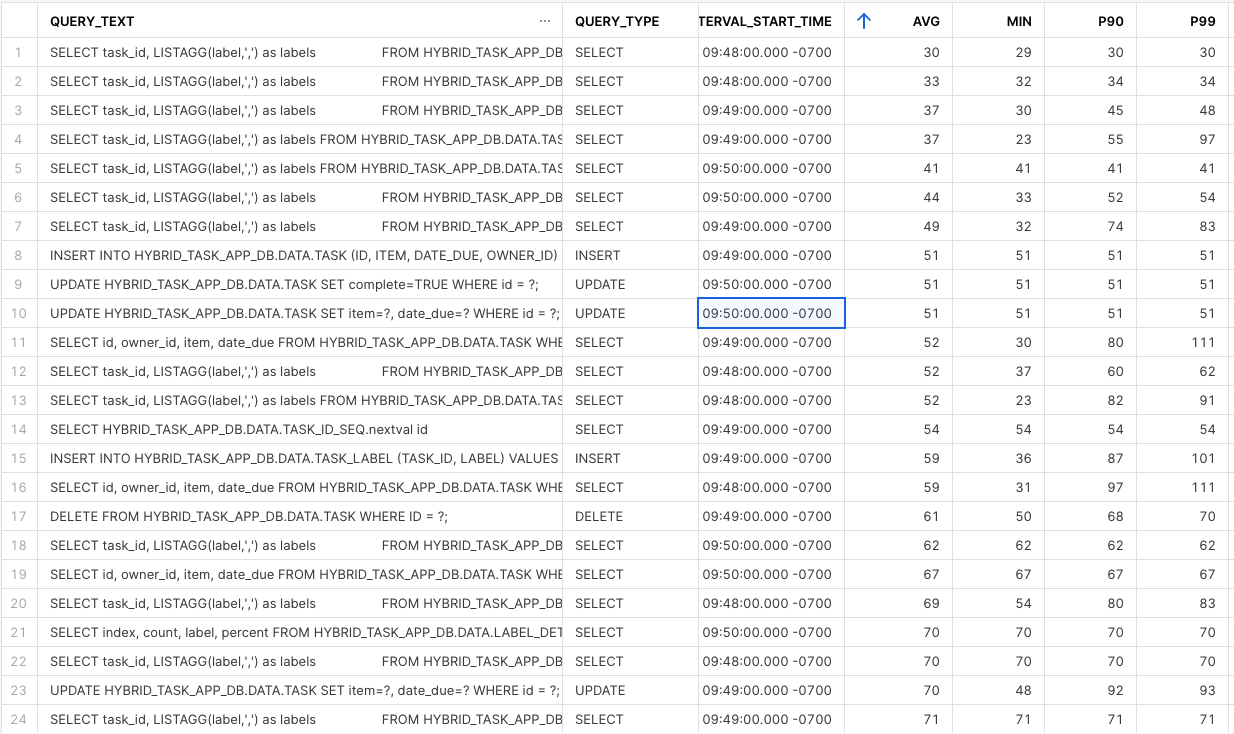 QUERY_TEXT ... QUERY_TYPE TERVAL_START_TIME AVG MIN P90 P99
1 SELECT task_id, LISTAGG(label,',') as labels FROM HYBRID_TASK_APP_DB SELECT 09:48:00.000 -0700 30 29 30 30
2 SELECT task_id, LISTAGG(label,',') as labels FROM HYBRID_TASK_APP_DB SELECT 09:48:00.000 -0700 33 32 34 34
3 SELECT task_id, LISTAGG(label,',') as labels FROM HYBRID_TASK_APP_DB SELECT 09:49:00.000 -0700 37 30 45 48
4 SELECT task_id, LISTAGG(label,',') as labels FROM HYBRID_TASK_APP_DB.DATA.TAS SELECT 09:49:00.000 -0700 37 23 55 97
5 SELECT task_id, LISTAGG(label,',') as labels FROM HYBRID_TASK_APP_DB.DATA.TAS SELECT 09:50:00.000 -0700 41 41 41 41
6 SELECT task_id, LISTAGG(label,',') as labels FROM HYBRID_TASK_APP_DB SELECT 09:50:00.000 -0700 44 33 52 54
7 SELECT task_id, LISTAGG(label,',') as labels FROM HYBRID_TASK_APP_DB SELECT 09:49:00.000 -0700 49 32 74 83
8 INSERT INTO HYBRID_TASK_APP_DB.DATA.TASK (ID, ITEM, DATE_DUE, OWNER_ID) INSERT 09:49:00.000 -0700 51 51 51 51
9 UPDATE HYBRID_TASK_APP_DB.DATA.TASK SET complete=TRUE WHERE id = ?; UPDATE 09:50:00.000 -0700 51 51 51 51
10 UPDATE HYBRID_TASK_APP_DB.DATA.TASK SET item=?, date_due=? WHERE id = ?; UPDATE 09:50:00.000 -0700 51 51 51 51
11 SELECT id, owner_id, item, date_due FROM HYBRID_TASK_APP_DB.DATA.TASK WHE SELECT 09:49:00.000 -0700 52 30 80 111
12 SELECT task_id, LISTAGG(label,',') as labels FROM HYBRID_TASK_APP_DB SELECT 09:48:00.000 -0700 52 37 60 62
13 SELECT task_id, LISTAGG(label,',') as labels FROM HYBRID_TASK_APP_DB.DATA.TAS SELECT 09:48:00.000 -0700 52 23 82 91
14 SELECT HYBRID_TASK_APP_DB.DATA.TASK_ID_SEQ.nextval id SELECT 09:49:00.000 -0700 54 54 54 54
15 INSERT INTO HYBRID_TASK_APP_DB.DATA.TASK_LABEL (TASK_ID, LABEL) VALUES INSERT 09:49:00.000 -0700 59 36 87 101
16 SELECT id, owner_id, item, date_due FROM HYBRID_TASK_APP_DB.DATA.TASK WHE SELECT 09:48:00.000 -0700 59 31 97 111
17 DELETE FROM HYBRID_TASK_APP_DB.DATA.TASK WHERE ID = ?; DELETE 09:49:00.000 -0700 61 50 68 70
18 SELECT task_id, LISTAGG(label,',') as labels FROM HYBRID_TASK_APP_DB SELECT 09:50:00.000 -0700 62 62 62 62
19 SELECT id, owner_id, item, date_due FROM HYBRID_TASK_APP_DB.DATA.TASK WHE SELECT 09:50:00.000 -0700 67 67 67 67
20 SELECT task_id, LISTAGG(label,',') as labels FROM HYBRID_TASK_APP_DB SELECT 09:48:00.000 -0700 69 54 80 83
21 SELECT index, count, label, percent FROM HYBRID_TASK_APP_DB.DATA.LABEL_DET SELECT 09:50:00.000 -0700 70 70 70 70
22 SELECT task_id, LISTAGG(label,',') as labels FROM HYBRID_TASK_APP_DB SELECT 09:48:00.000 -0700 70 70 70 70
23 UPDATE HYBRID_TASK_APP_DB.DATA.TASK SET item=?, date_due=? WHERE id = ?; UPDATE 09:49:00.000 -0700 70 48 92 93
24 SELECT task_id, LISTAGG(label,',') as labels FROM HYBRID_TASK_APP_DB SELECT 09:49:00.000 -0700 71 71 71 71